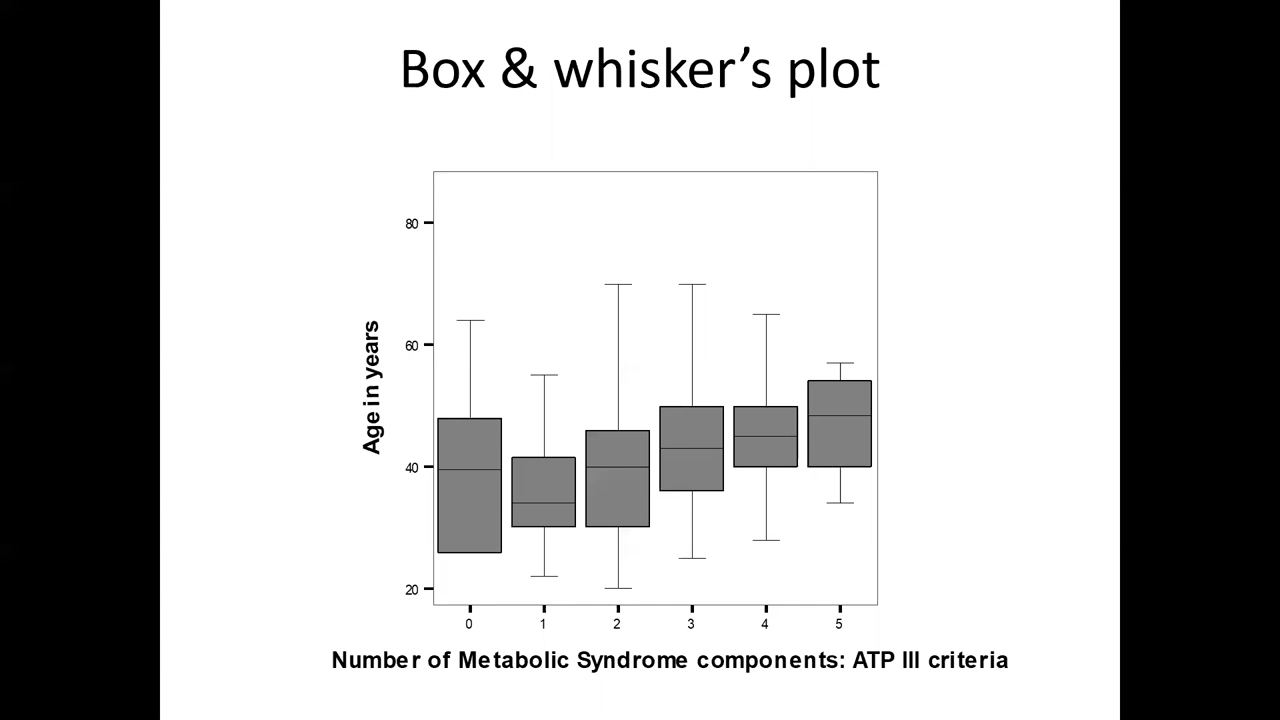 Box & whisker’s plot
80
60
40
20
Age in years
0 1 2 3 4 5
Number of Metabolic Syndrome components: ATP III criteria